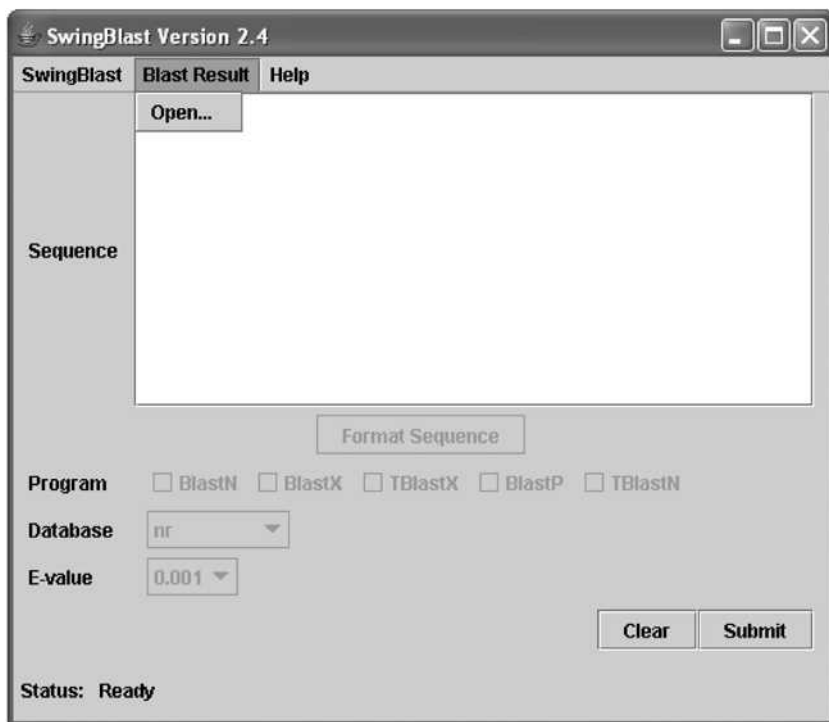 SwingBlast Version 2.4
SwingBlast Blast Result Help
Open...
Sequence
Format Sequence
Program BlastN BlastX TBlastX BlastP TBlastN
Database nr
E-value 0.001
Clear Submit
Status: Ready